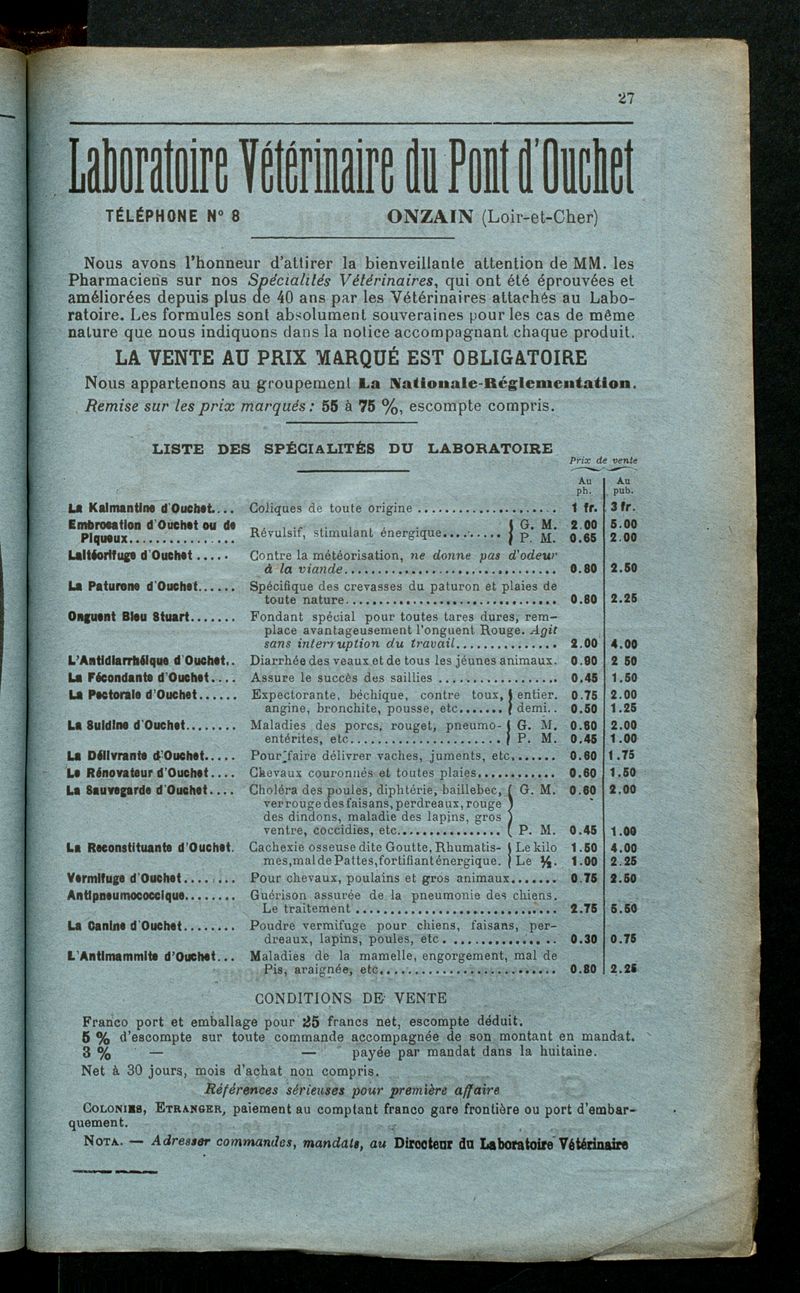 27
Laboratoire Vétérinaire du Pont d'Ouchet
TÉLÉPHONE N° 8 ONZAIN (Loir-et-Cher)
Nous avons l'honneur d'attirer la bienveillante attention de MM. les
Pharmaciens sur nos Spécialités Vétérinaires, qui ont été éprouvées et
améliorées depuis plus de 40 ans par les Vétérinaires attachés au Labo-
ratoire. Les formules sont absolument souveraines pour les cas de même
nature que nous indiquons dans la notice accompagnant chaque produit.
LA VENTE AU PRIX MARQUÉ EST OBLIGATOIRE
Nous appartenons au groupement La Nationale-Réglementation.
Remise sur les prix marqués : 55 à 75 %, escompte compris.
LISTE DES SPÉCIALITÉS DU LABORATOIRE
Prix de vente
Au ph. Au pub.
La Kalmantine d'Ouchet.... Coliques de toute origine .................... 1 fr. 3 fr.
Embrocation d'Ouchet ou de
Piqueux............... Révulsif, stimulant énergique.......... { G. M. 2.00 5.00
P. M. 0.65 2.00
Laitéorifuge d'Ouchet ..... Contre la météorisation, ne donne pas d'odeur
à la viande.............................. 0.80 2.50
La Paturone d'Ouchet...... Spécifique des crevasses du paturon et plaies de
toute nature.............................. 0.80 2.25
Onguent Bleu Stuart....... Fondant spécial pour toutes tares dures, rem-
place avantageusement l'onguent Rouge. Agit
sans interruption du travail............... 2.00 4.00
L'Antidiarrhéique d'Ouchet.. Diarrhée des veaux et de tous les jeunes animaux. 0.90 2 50
La Fécondante d'Ouchet.... Assure le succès des saillies ................. 0.45 1.50
La Pectorale d'Ouchet...... Expectorante, béchique, contre toux, } entier. 0.75 2.00
angine, bronchite, pousse, etc....... } demi.. 0.50 1.25
La Suidine d'Ouchet........ Maladies des porcs, rouget, pneumo- { G. M. 0.80 2.00
entérites, etc...................... } P. M. 0.45 1.00
La Délivrante d'Ouchet..... Pour faire délivrer vaches, juments, etc....... 0.60 1.75
Le Rénovateur d'Ouchet.... Chevaux couronnés et toutes plaies............ 0.60 1.50
La Sauvegarde d'Ouchet.... Choléra des poules, diphtérie, baillebec, { G. M. 0.60 2.00
ver rouge des faisans, perdreaux, rouge
des dindons, maladie des lapins, gros
ventre, coccidies, etc................ ( P. M. 0.45 1.00
La Reconstituante d'Ouchet. Cachexie osseuse dite Goutte, Rhumatis- } Le kilo 1.50 4.00
mes, mal de Pattes, fortifiant énergique. } Le ½. 1.00 2.25
Vermifuge d'Ouchet........ Pour chevaux, poulains et gros animaux....... 0.75 2.50
Antipneumococcique........ Guérison assurée de la pneumonie des chiens.
Le traitement ............................. 2.75 5.50
La Canine d'Ouchet........ Poudre vermifuge pour chiens, faisans, per-
dreaux, lapins, poules, etc ................ 0.30 0.75
L'Antimammite d'Ouchet... Maladies de la mamelle, engorgement, mal de
Pis, araignée, etc......................... 0.80 2.25
CONDITIONS DE VENTE
Franco port et emballage pour 25 francs net, escompte déduit.
5 % d'escompte sur toute commande accompagnée de son montant en mandat.
3 % — — payée par mandat dans la huitaine.
Net à 30 jours, mois d'achat non compris.
Références sérieuses pour première affaire
COLONIES, ETRANGER, paiement au comptant franco gare frontière ou port d'embar-
quement.
NOTA. — Adresser commandes, mandats, au Directeur du Laboratoire Vétérinaire